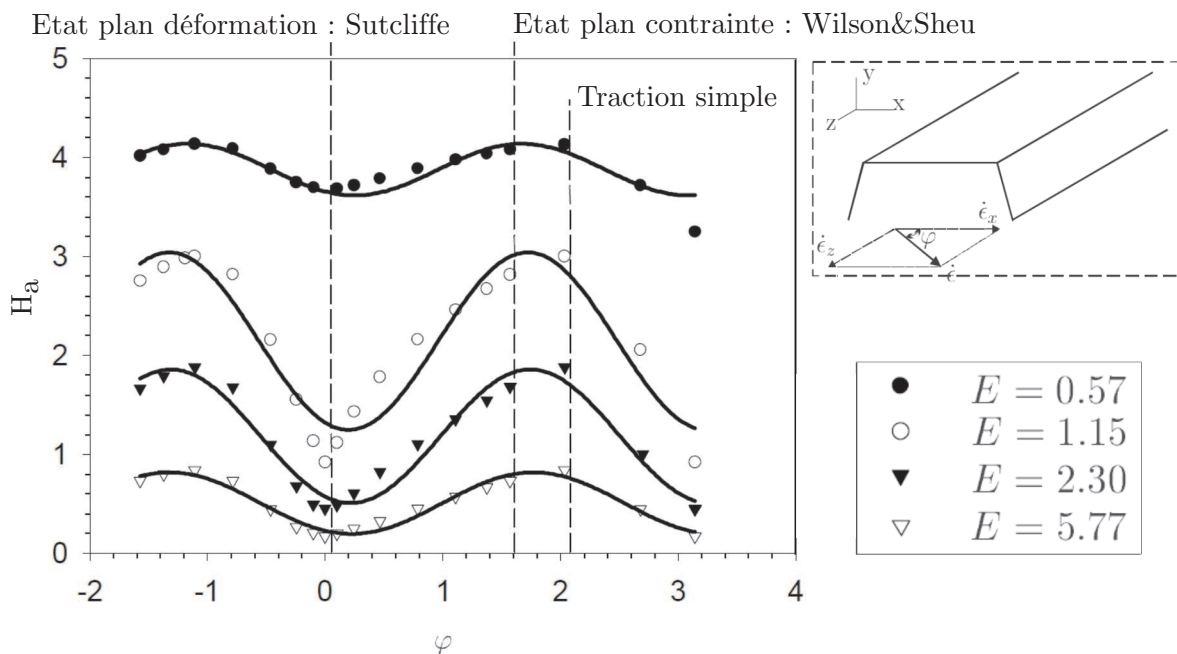 Etat plan déformation : Sutcliffe
Etat plan contrainte : Wilson&Sheu
Traction simple
5
4
3
2
1
0
Ha
-2
-1
0
1
2
3
4
φ
y
x
z
ϵ̇x
φ
ϵ̇z
ϵ̇
E = 0.57
E = 1.15
E = 2.30
E = 5.77